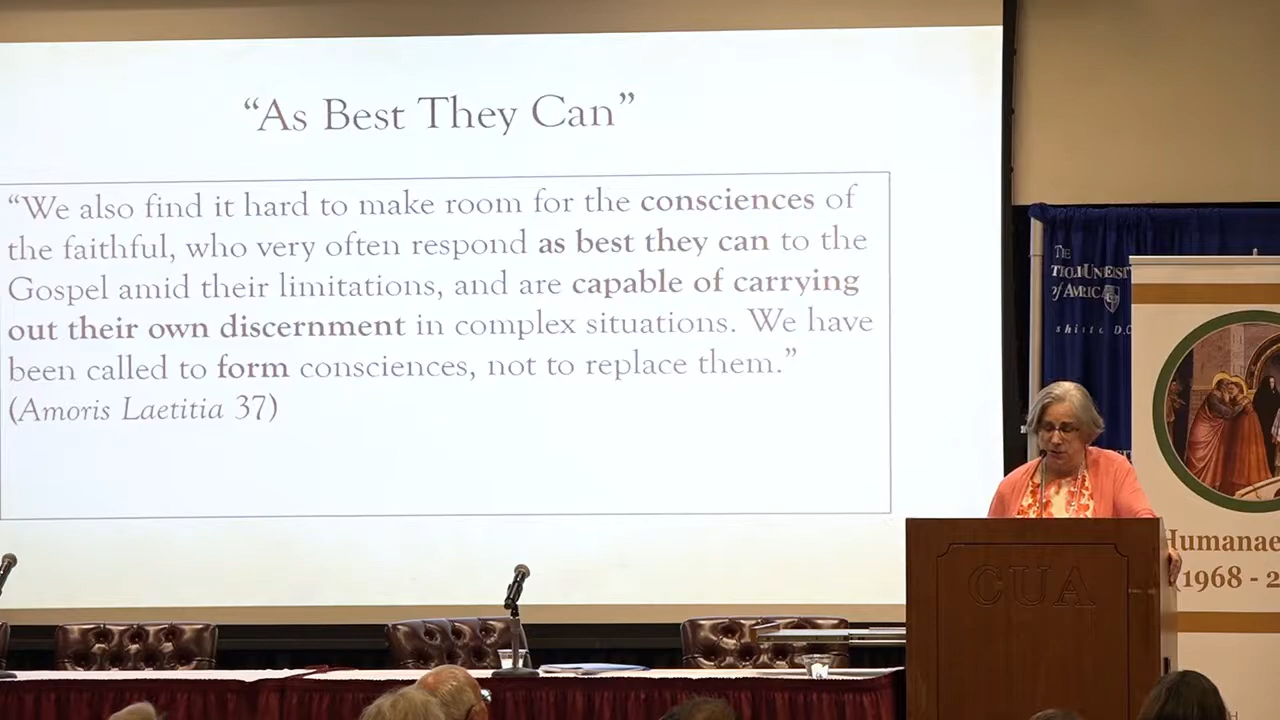 “As Best They Can”
“We also find it hard to make room for the consciences of
the faithful, who very often respond as best they can to the
Gospel amid their limitations, and are capable of carrying
out their own discernment in complex situations. We have
been called to form consciences, not to replace them.”
(Amoris Laetitia 37)
THE
of AMRICA
CUA
Humanae
(1968 - 2